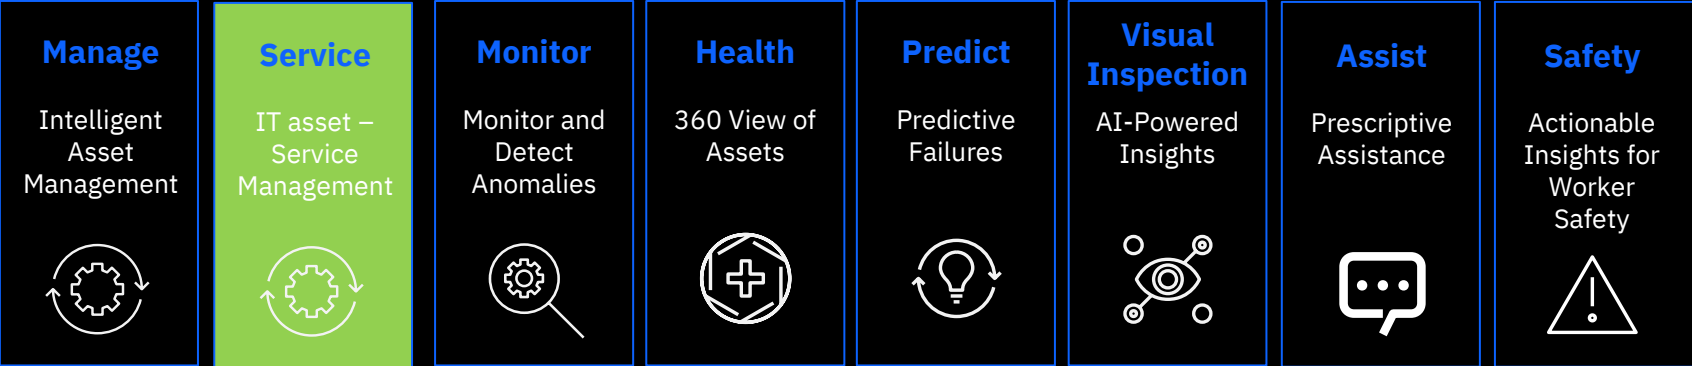 Manage
Intelligent
Asset
Management
Service
IT asset –
Service
Management
Monitor
Monitor and
Detect
Anomalies
Health
360 View of
Assets
Predict
Predictive
Failures
Visual
Inspection
AI-Powered
Insights
Assist
Prescriptive
Assistance
Safety
Actionable
Insights for
Worker
Safety